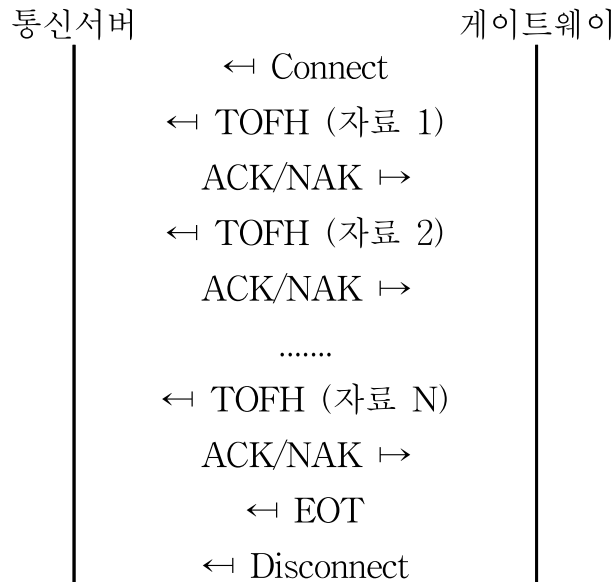 통신서버 게이트웨이
↤ Connect
↤ TOFH (자료 1)
ACK/NAK ↦
↤ TOFH (자료 2)
ACK/NAK ↦
.......
↤ TOFH (자료 N)
ACK/NAK ↦
↤ EOT
↤ Disconnect